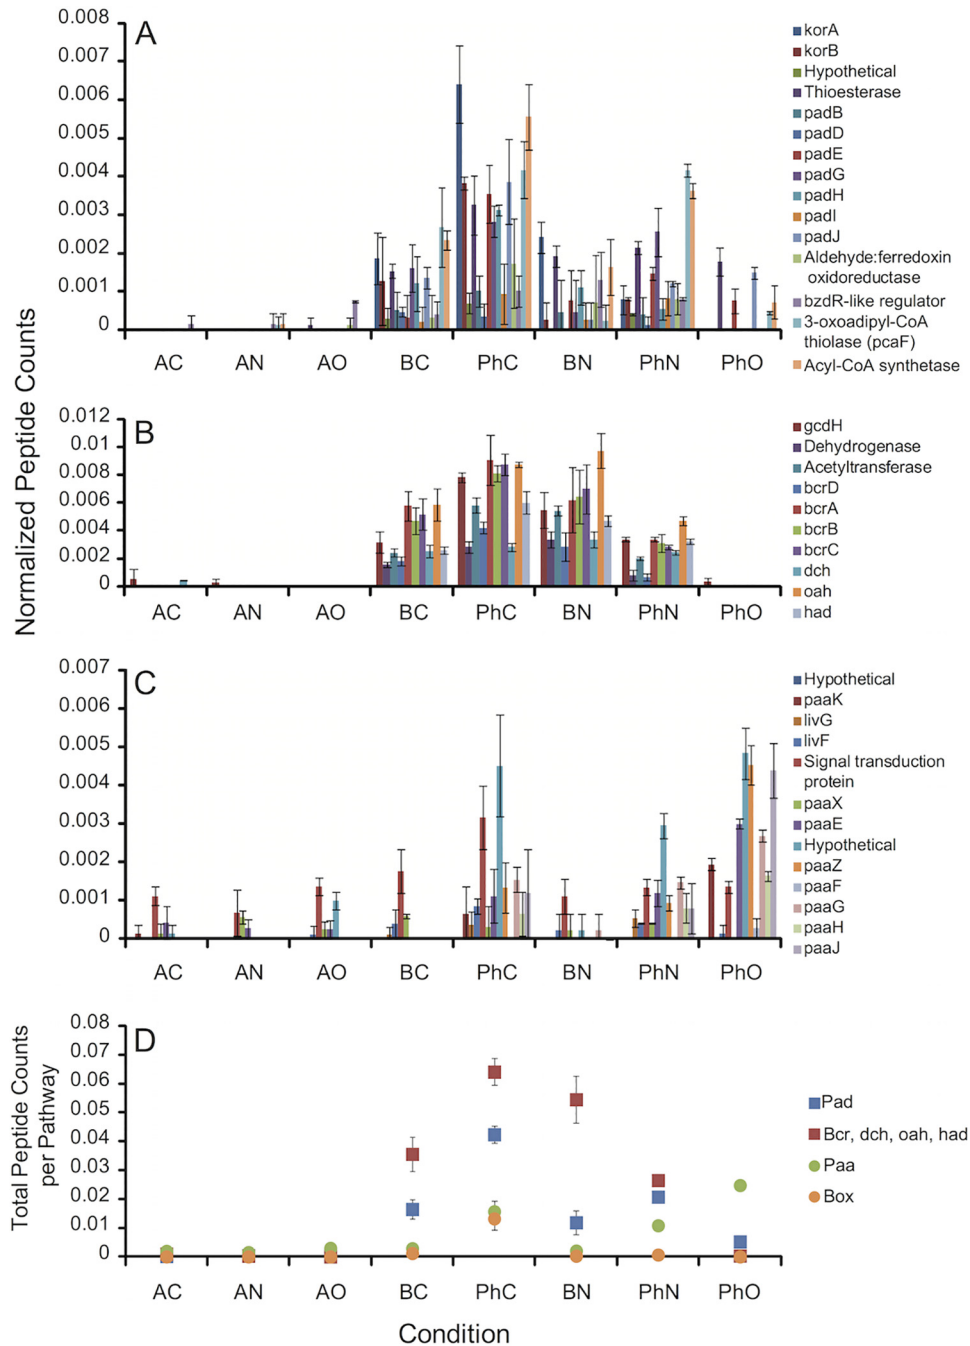 A
0.008
0.007
0.006
0.005
0.004
0.003
0.002
0.001
0
AC AN AO BC PhC BN PhN PhO
korA
korB
Hypothetical
Thioesterase
padB
padD
padE
padG
padH
padI
padJ
Aldehyde:ferredoxin
oxidoreductase
bzdR-like regulator
3-oxoadipyl-CoA
thiolase (pcaF)
Acyl-CoA synthetase
Normalized Peptide Counts
B
0.012
0.01
0.008
0.006
0.004
0.002
0
AC AN AO BC PhC BN PhN PhO
gcdH
Dehydrogenase
Acetyltransferase
bcrD
bcrA
bcrB
bcrC
dch
oah
had
C
0.007
0.006
0.005
0.004
0.003
0.002
0.001
0
AC AN AO BC PhC BN PhN PhO
Hypothetical
paaK
livG
livF
Signal transduction
protein
paaX
paaE
Hypothetical
paaZ
paaF
paaG
paaH
paaJ
D
Total Peptide Counts
per Pathway
0.08
0.07
0.06
0.05
0.04
0.03
0.02
0.01
0
AC AN AO BC PhC BN PhN PhO
Pad
Bcr, dch, oah, had
Paa
Box
Condition